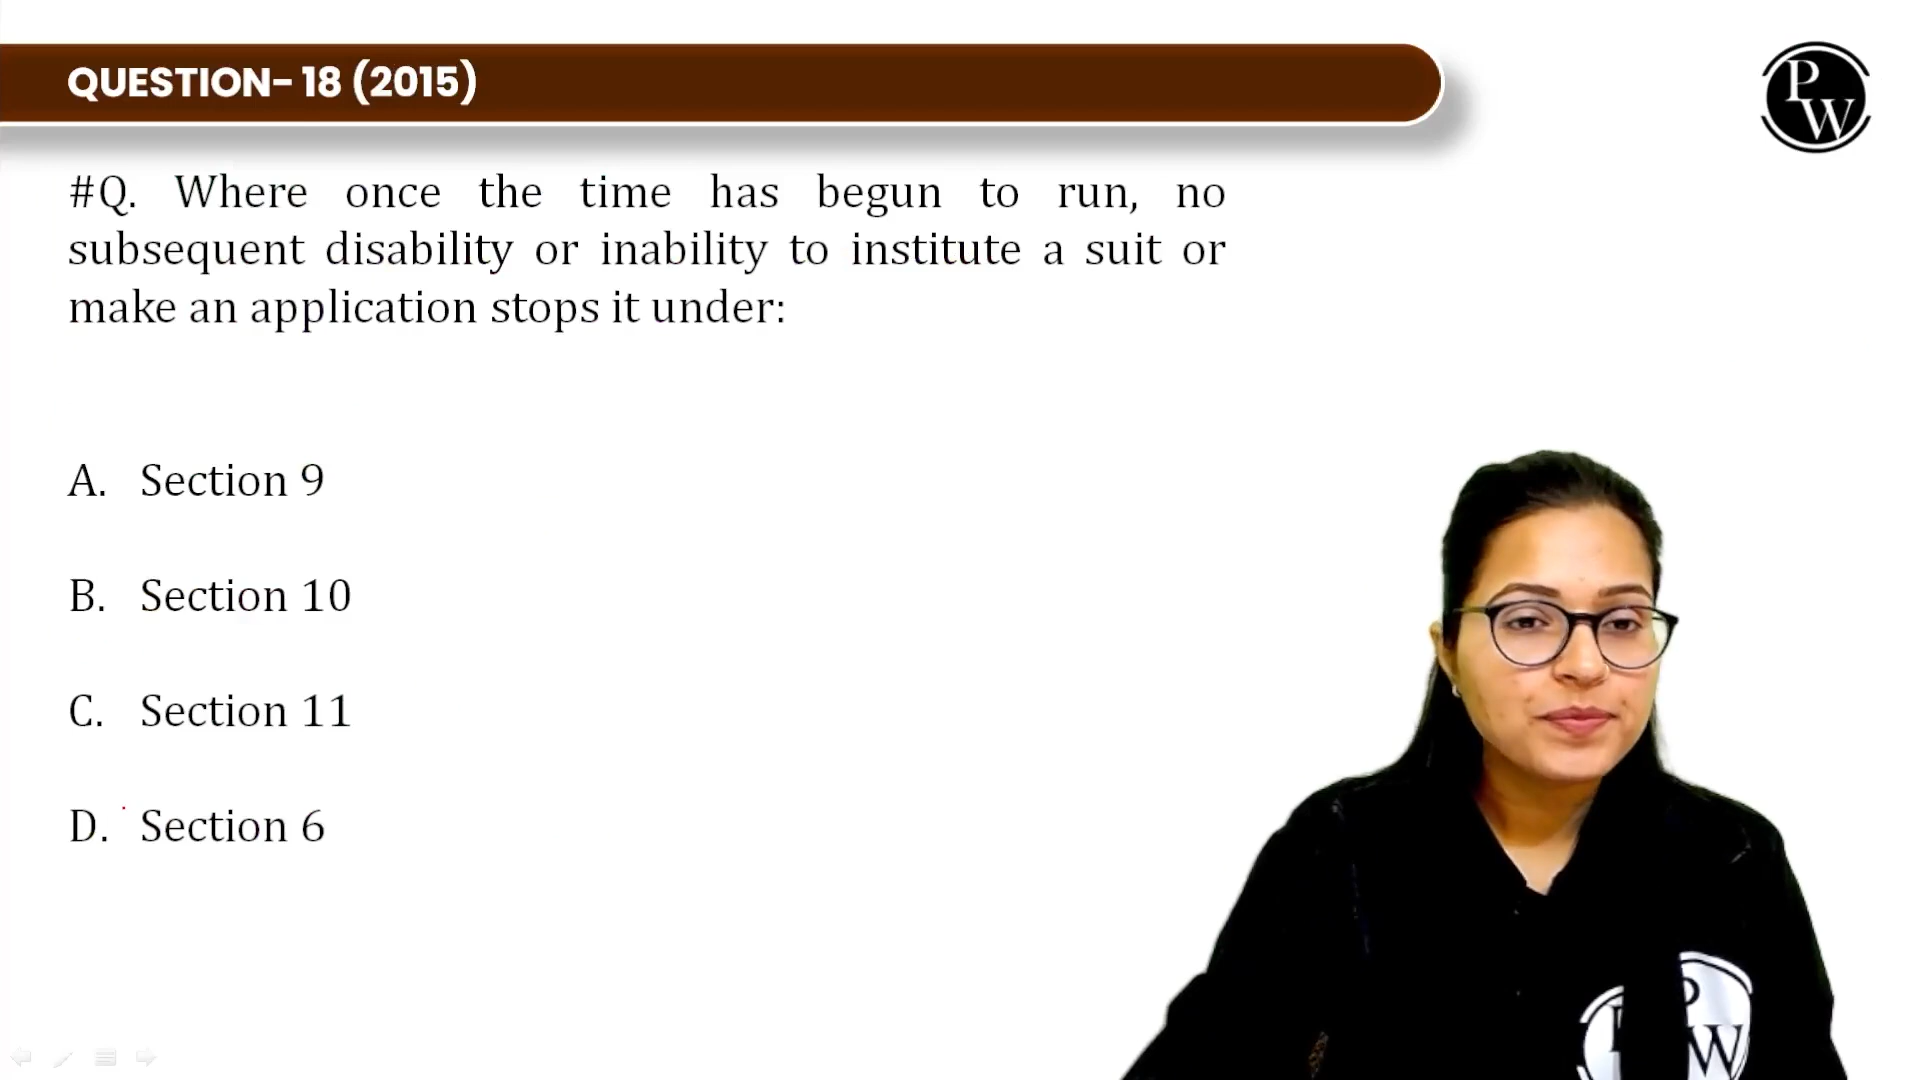 QUESTION- 18 (2015)
P
W
#Q. Where once the time has begun to run, no
subsequent disability or inability to institute a suit or
make an application stops it under:
A. Section 9
B. Section 10
C. Section 11
D. Section 6
W